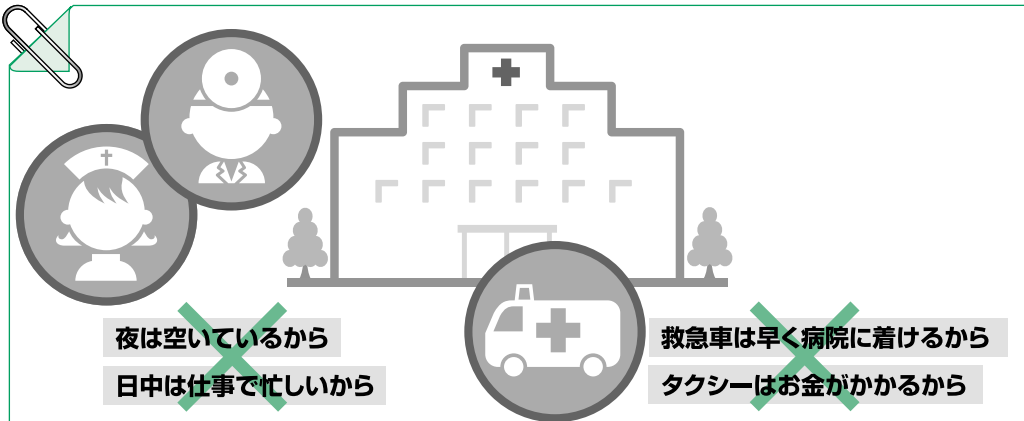 夜は空いているから
日中は仕事で忙しいから
救急車は早く病院に着けるから
タクシーはお金がかかるから